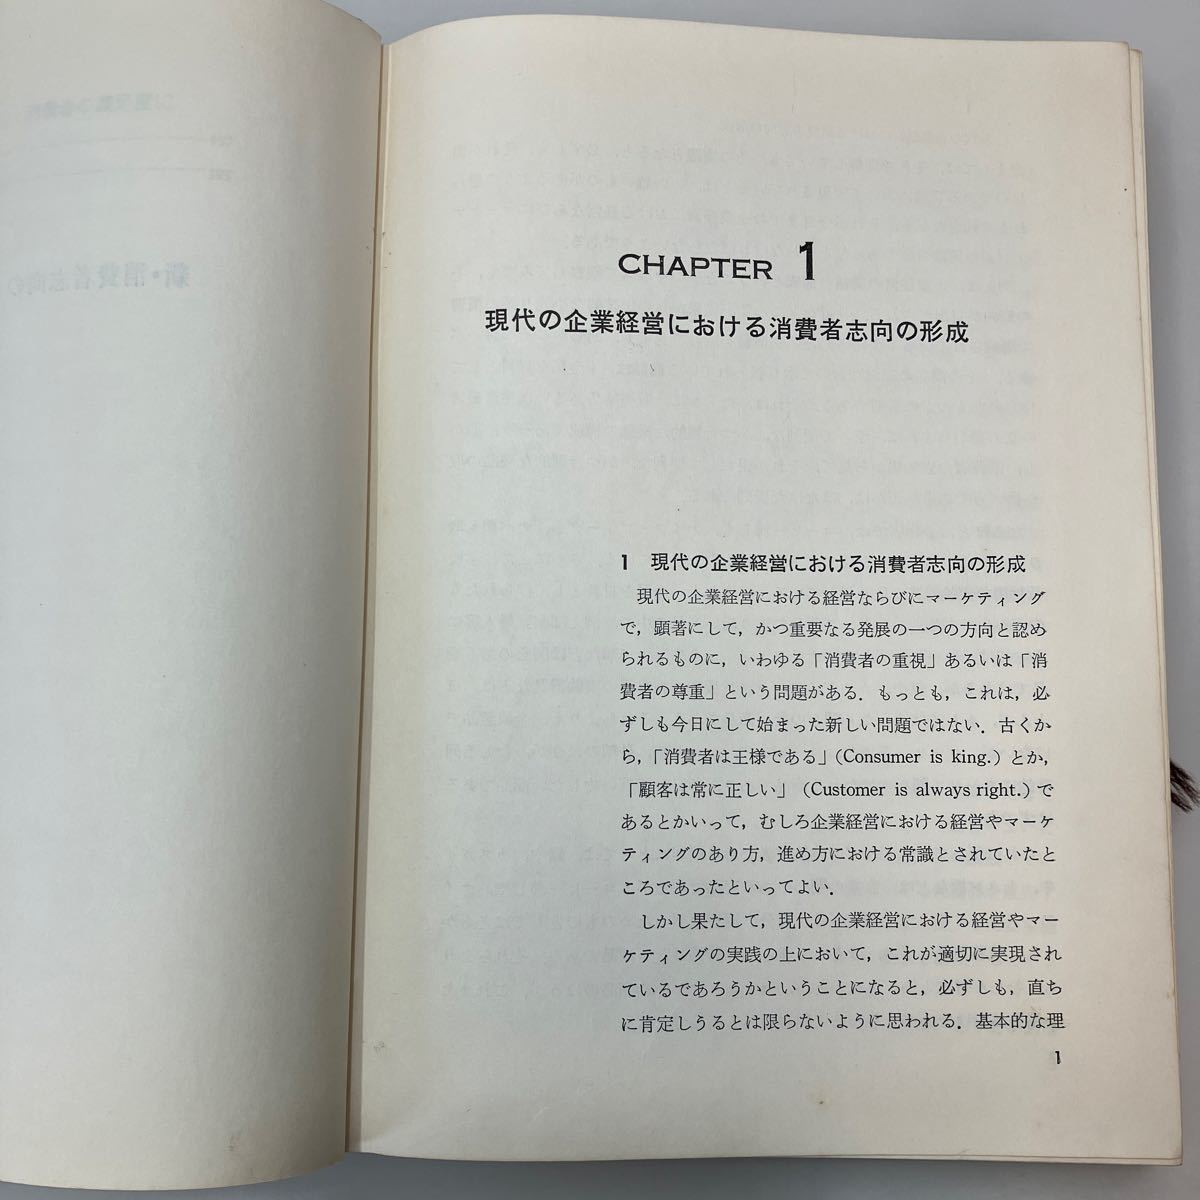 CHAPTER 1
現代の企業経営における消費者志向の形成
1 現代の企業経営における消費者志向の形成
現代の企業経営における経営ならびにマーケティング
で，顕著にして，かつ重要なる発展の一つの方向と認め
られるものに，いわゆる「消費者の重視」あるいは「消
費者の尊重」という問題がある．もっとも，これは，必
ずしも今日にして始まった新しい問題ではない．古くか
ら，「消費者は王様である」（Consumer is king.）とか，
「顧客は常に正しい」（Customer is always right.）で
あるとかいって，むしろ企業経営における経営やマーケ
ティングのあり方，進め方における常識とされていたと
ころであったといってよい．
しかし果たして，現代の企業経営における経営やマー
ケティングの実践の上において，これが適切に実現され
ているであろうかということになると，必ずしも，直ち
に肯定しうるとは限らないように思われる．基本的な理
1